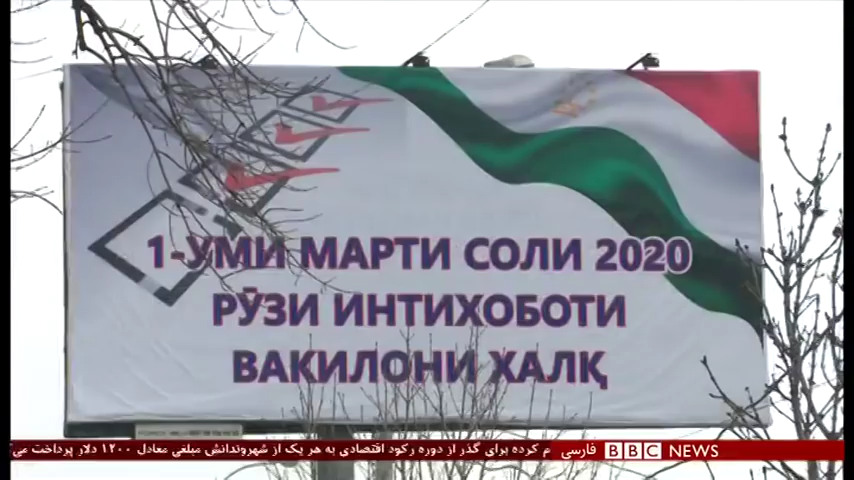 1-УМИ МАРТИ СОЛИ 2020
РӮЗИ ИНТИХОБОТИ
ВАКИЛОНИ ХАЛҚ
م کرده برای گذر از دوره رکود اقتصادی به هر یک از شهروندانش مبلغی معادل ۱۲۰۰ دلار پرداخت می
فارسی BBC NEWS